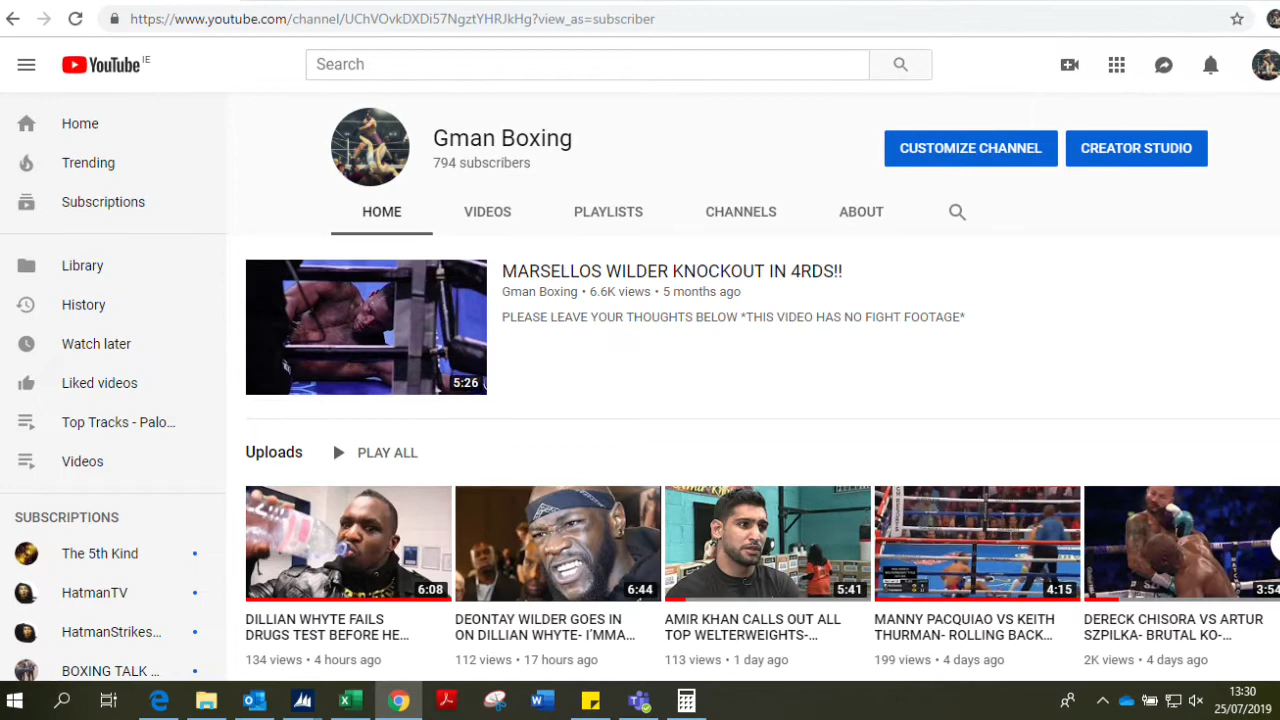 https://www.youtube.com/channel/UChVOvkDXDi57NgztYHRJkHg?view_as=subscriber
YouTube IE
Search
Home
Trending
Subscriptions
Library
History
Watch later
Liked videos
Top Tracks - Palo...
Videos
SUBSCRIPTIONS
The 5th Kind
HatmanTV
HatmanStrikes...
BOXING TALK ...
Gman Boxing
794 subscribers
CUSTOMIZE CHANNEL
CREATOR STUDIO
HOME VIDEOS PLAYLISTS CHANNELS ABOUT
5:26
MARSELLOS WILDER KNOCKOUT IN 4RDS!!
Gman Boxing • 6.6K views • 5 months ago
PLEASE LEAVE YOUR THOUGHTS BELOW *THIS VIDEO HAS NO FIGHT FOOTAGE*
Uploads PLAY ALL
6:08
DILLIAN WHYTE FAILS
DRUGS TEST BEFORE HE...
134 views • 4 hours ago
6:44
DEONTAY WILDER GOES IN
ON DILLIAN WHYTE- I’MMA...
112 views • 17 hours ago
5:41
AMIR KHAN CALLS OUT ALL
TOP WELTERWEIGHTS-...
113 views • 1 day ago
4:15
MANNY PACQUIAO VS KEITH
THURMAN- ROLLING BACK...
199 views • 4 days ago
3:54
DERECK CHISORA VS ARTUR
SZPILKA- BRUTAL KO-...
2K views • 4 days ago
13:30
25/07/2019